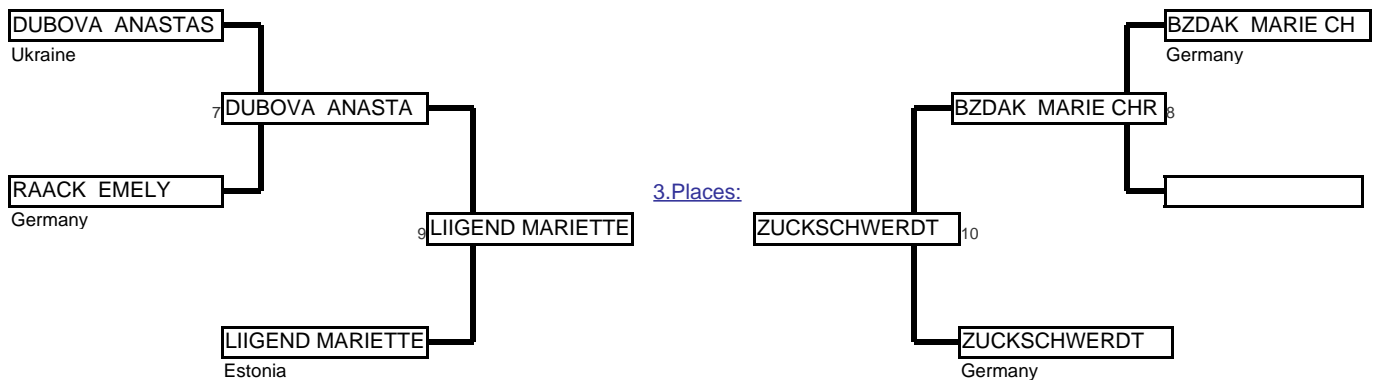 DUBOVA ANASTAS
Ukraine
7 DUBOVA ANASTA
RAACK EMELY
Germany
9 LIIGEND MARIETTE
LIIGEND MARIETTE
Estonia
3.Places:
BZDAK MARIE CH
Germany
BZDAK MARIE CHR 8
ZUCKSCHWERDT 10
ZUCKSCHWERDT
Germany